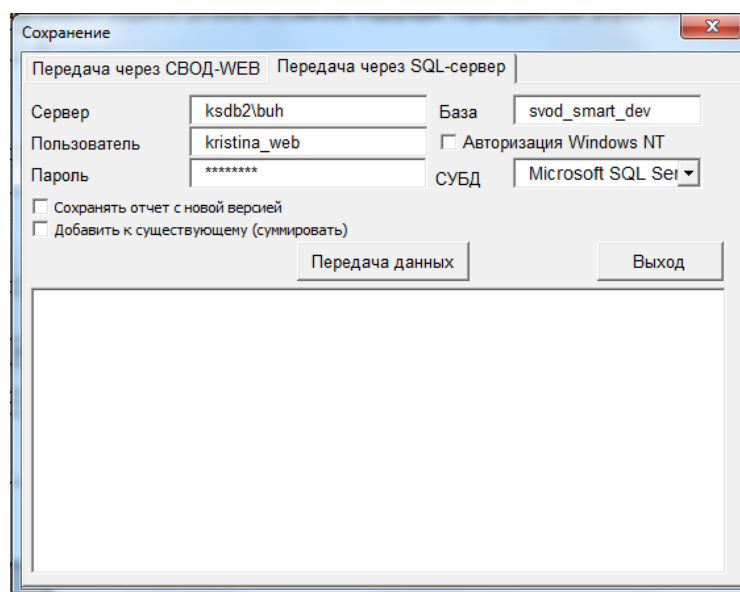 Сохранение
Передача через СВОД-WEB Передача через SQL-сервер
Сервер ksdb2\buh База svod_smart_dev
Пользователь kristina_web Авторизация Windows NT
Пароль ******** СУБД Microsoft SQL Ser
Сохранять отчет с новой версией
Добавить к существующему (суммировать)
Передача данных Выход